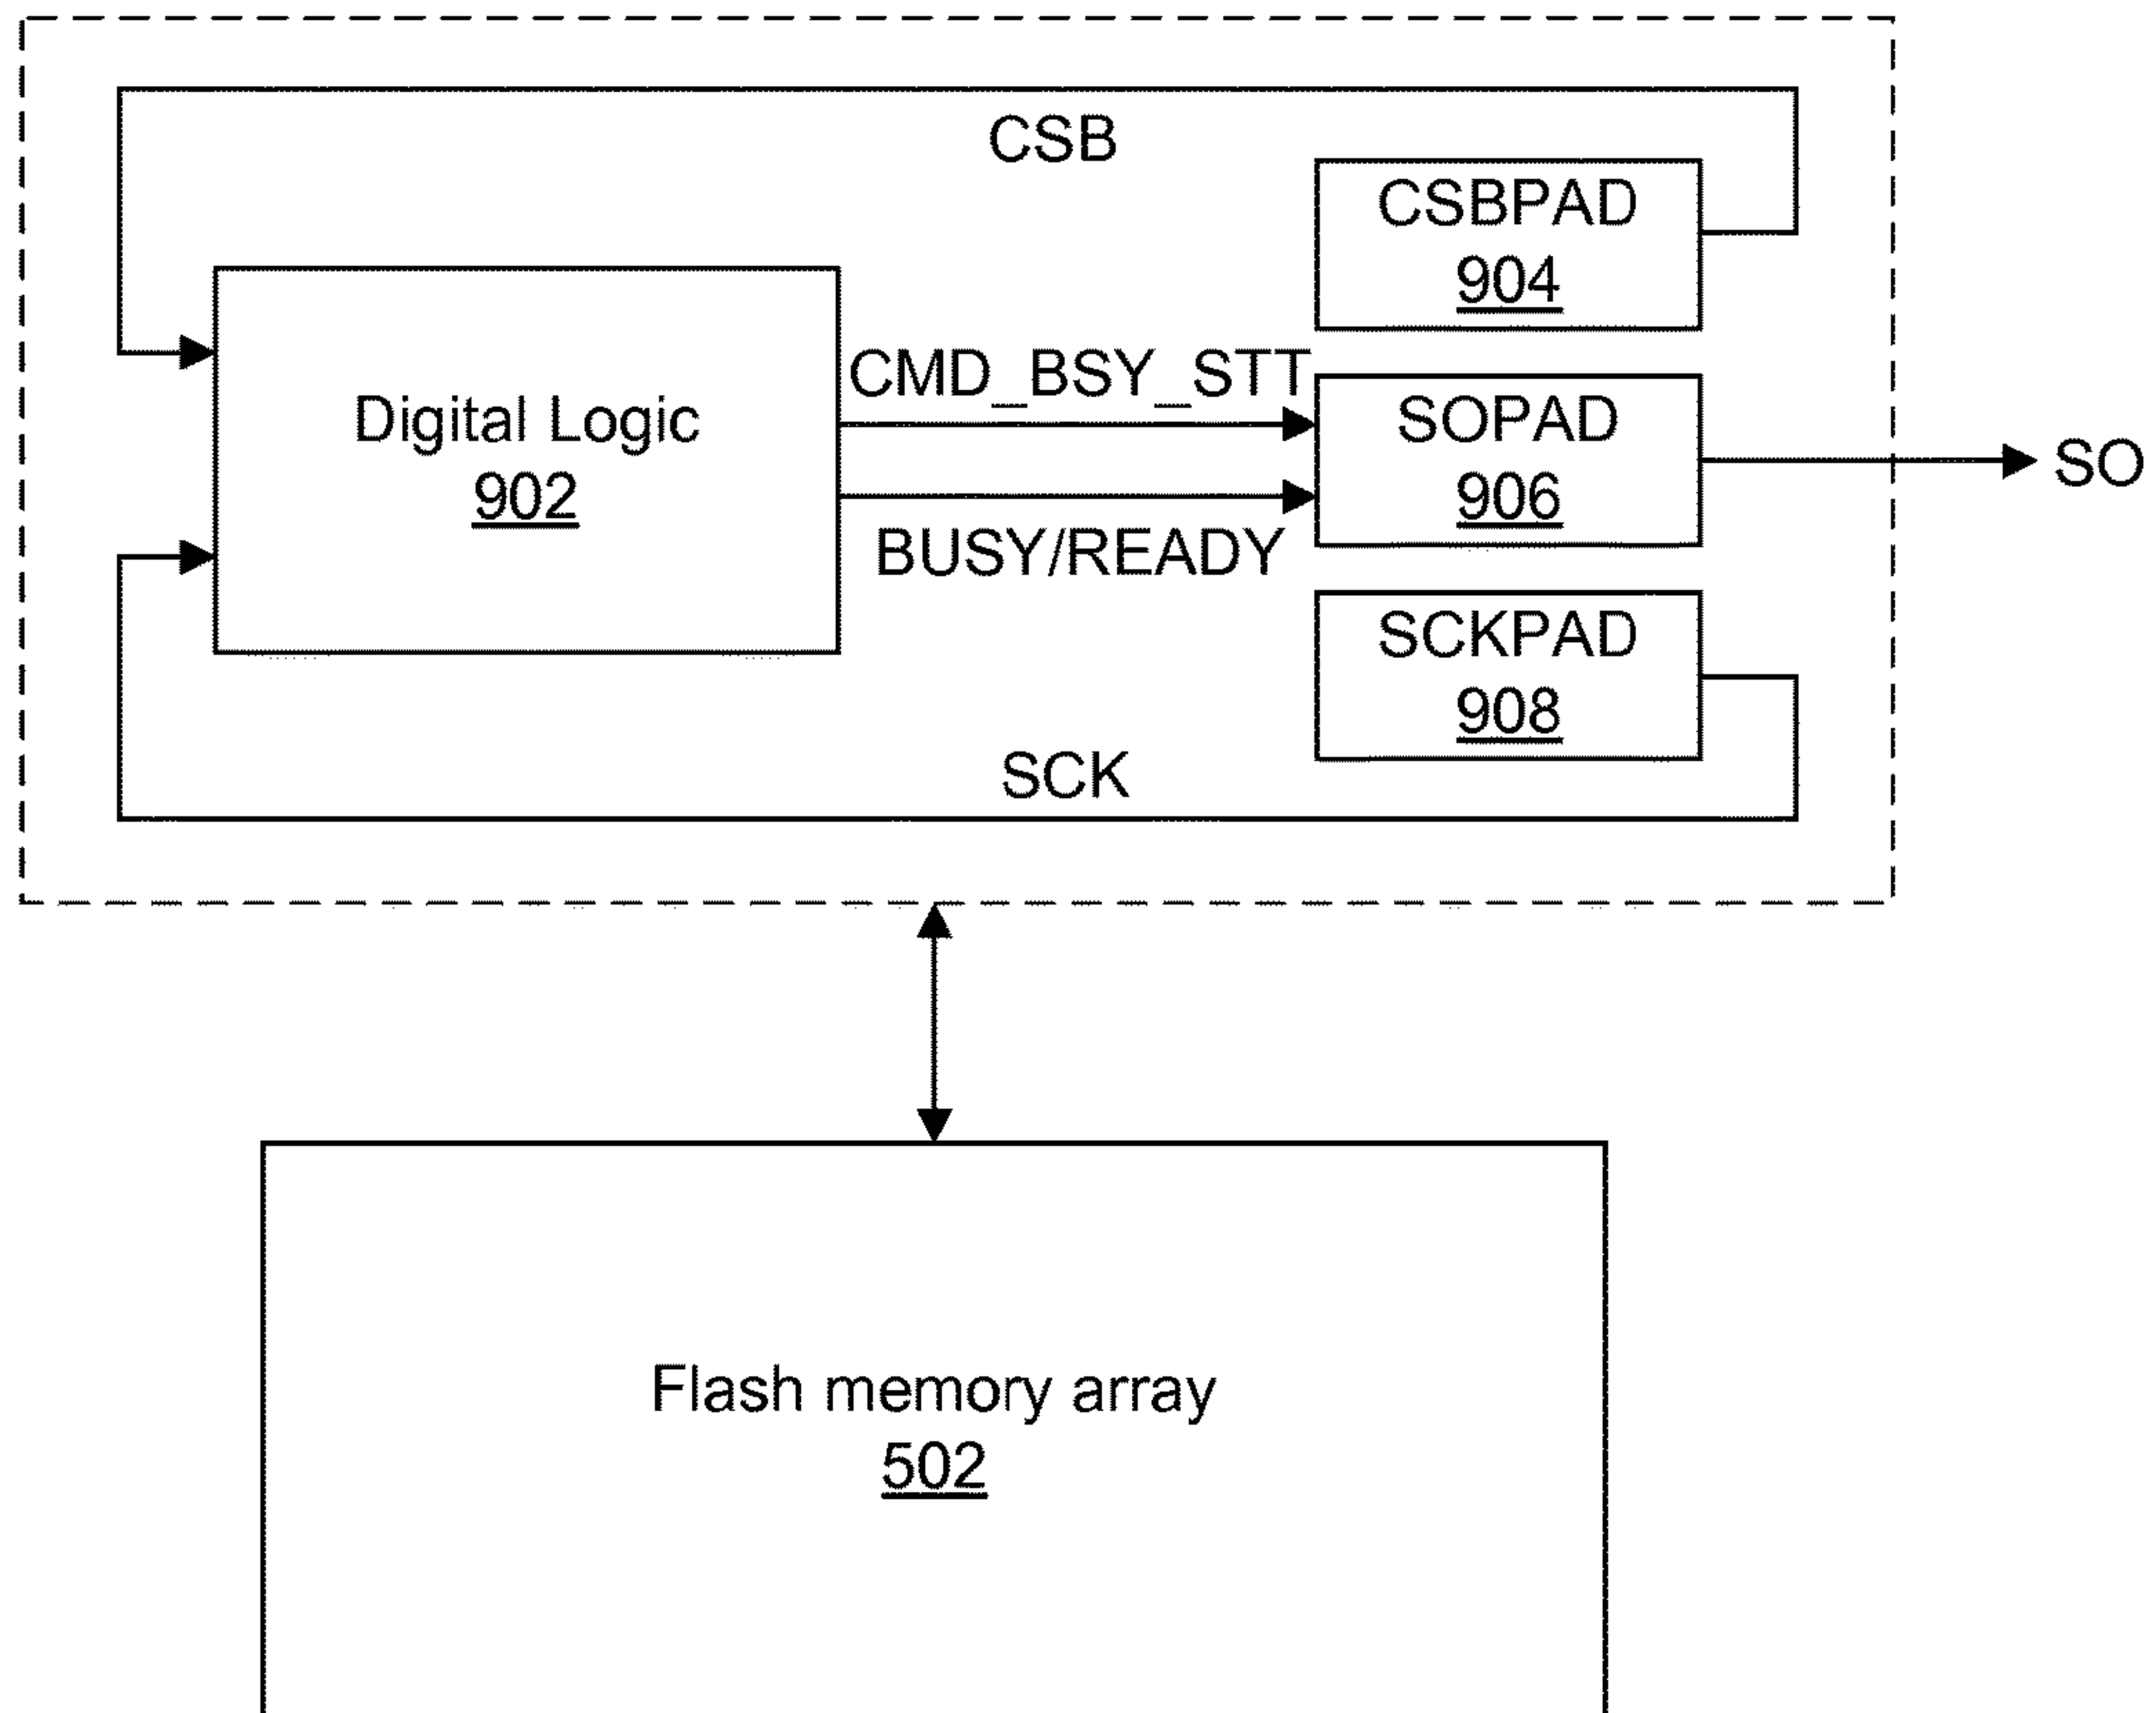 CSB
CSBPAD
904
CMD_BSY_STT
Digital Logic
902
SOPAD
906
SO
BUSY/READY
SCKPAD
908
SCK
Flash memory array
502